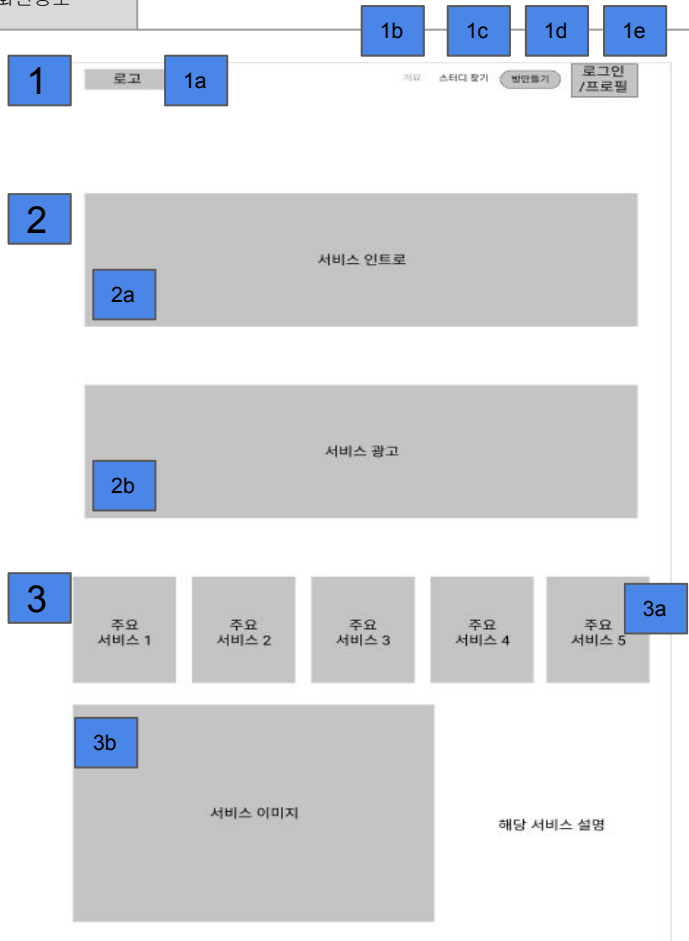 1b 1c 1d 1e
1 로고 1a 개요 스터디 찾기 방만들기 로그인
/프로필
2
서비스 인트로
2a
서비스 광고
2b
3
3a
주요
서비스 1
주요
서비스 2
주요
서비스 3
주요
서비스 4
주요
서비스 5
3b
서비스 이미지
해당 서비스 설명